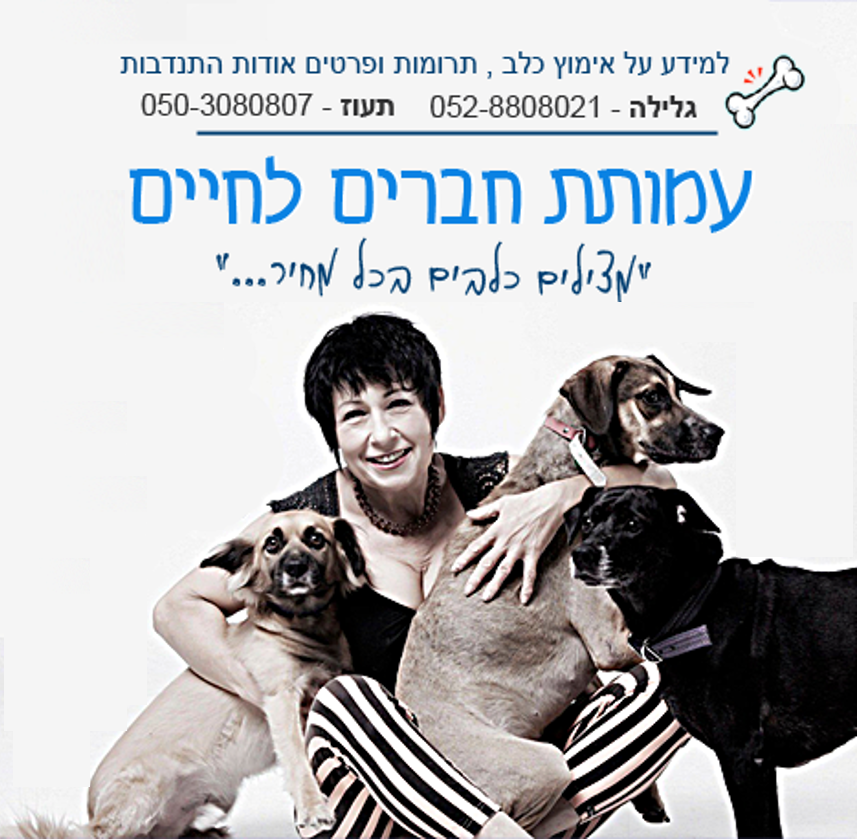 למידע על אימוץ כלב , תרומות ופרטים אודות התנדבות
גלילה - 052-8808021 תעוז - 050-3080807
עמותת חברים לחיים
"מצילים כלבים בכל מחיר..."